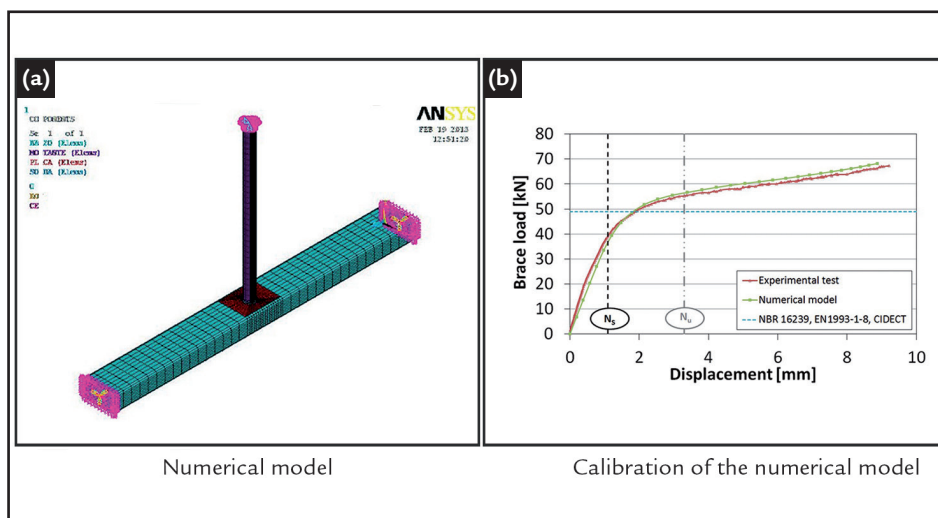 (a)
1
ANSYS
FEB 19 2013
12:51:20
Se 1 of 1
CE
Numerical model
(b)
80
70
60
50
40
30
20
10
0
Brace load [kN]
Experimental test
Numerical model
NBR 16239, EN1993-1-8, CIDECT
Ns
Nu
0 2 4 6 8 10
Displacement [mm]
Calibration of the numerical model